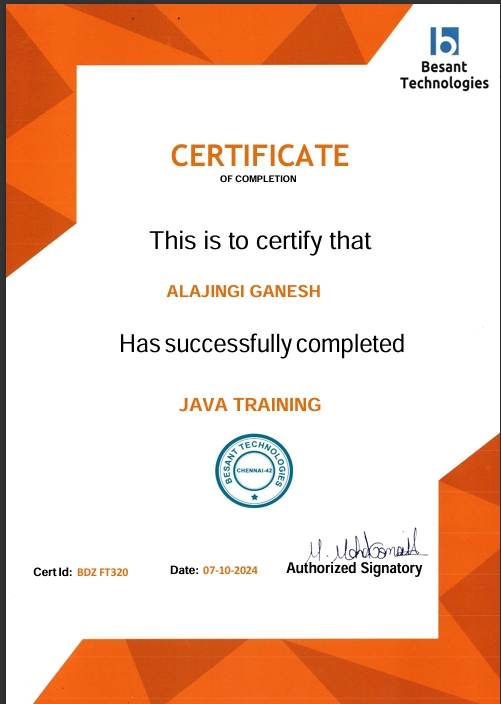 Besant
Technologies
CERTIFICATE
OF COMPLETION
This is to certify that
ALAJINGI GANESH
Has successfully completed
JAVA TRAINING
BESANT TECHNOLOGIES
CHENNAI-42
Cert Id: BDZ FT320 Date: 07-10-2024 Authorized Signatory